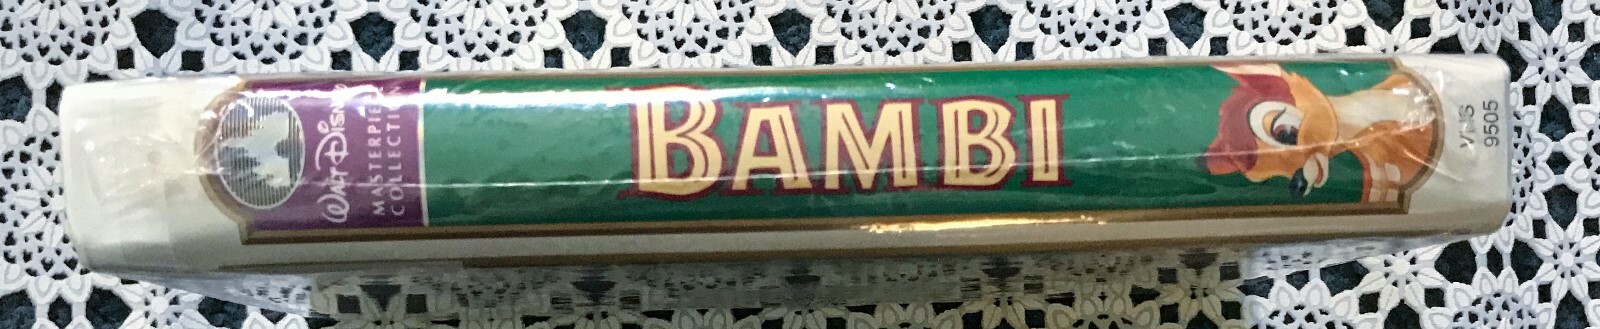 WALT DISNEY
MASTERPIECE
COLLECTION
BAMBI
VHS
9505